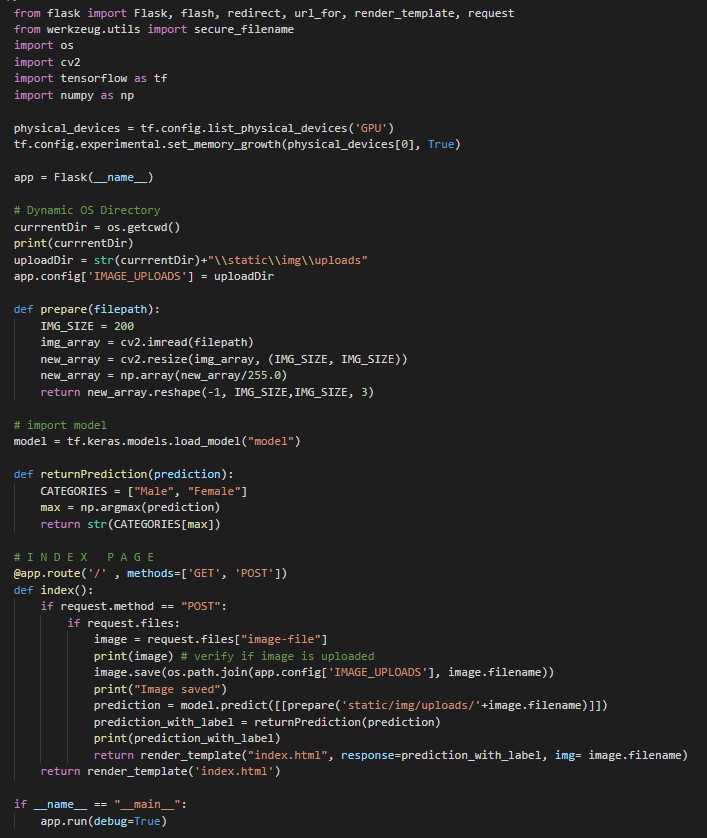 from flask import Flask, flash, redirect, url_for, render_template, request
from werkzeug.utils import secure_filename
import os
import cv2
import tensorflow as tf
import numpy as np

physical_devices = tf.config.list_physical_devices('GPU')
tf.config.experimental.set_memory_growth(physical_devices[0], True)

app = Flask(__name__)

# Dynamic OS Directory
currrentDir = os.getcwd()
print(currrentDir)
uploadDir = str(currrentDir)+"\\static\\img\\uploads"
app.config['IMAGE_UPLOADS'] = uploadDir

def prepare(filepath):
    IMG_SIZE = 200
    img_array = cv2.imread(filepath)
    new_array = cv2.resize(img_array, (IMG_SIZE, IMG_SIZE))
    new_array = np.array(new_array/255.0)
    return new_array.reshape(-1, IMG_SIZE,IMG_SIZE, 3)

# import model
model = tf.keras.models.load_model("model")

def returnPrediction(prediction):
    CATEGORIES = ["Male", "Female"]
    max = np.argmax(prediction)
    return str(CATEGORIES[max])

# I N D E X   P A G E
@app.route('/' , methods=['GET', 'POST'])
def index():
    if request.method == "POST":
        if request.files:
            image = request.files["image-file"]
            print(image) # verify if image is uploaded
            image.save(os.path.join(app.config['IMAGE_UPLOADS'], image.filename))
            print("Image saved")
            prediction = model.predict([[prepare('static/img/uploads/'+image.filename)]])
            prediction_with_label = returnPrediction(prediction)
            print(prediction_with_label)
            return render_template("index.html", response=prediction_with_label, img= image.filename)
    return render_template('index.html')

if __name__ == "__main__":
    app.run(debug=True)